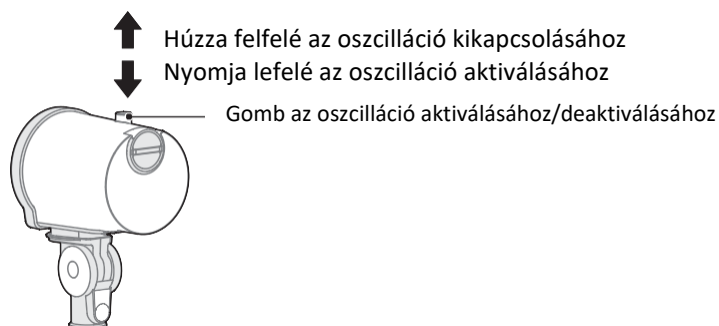 Húzza felfelé az oszcilláció kikapcsolásához
Nyomja lefelé az oszcilláció aktiválásához
Gomb az oszcilláció aktiválásához/deaktiválásához